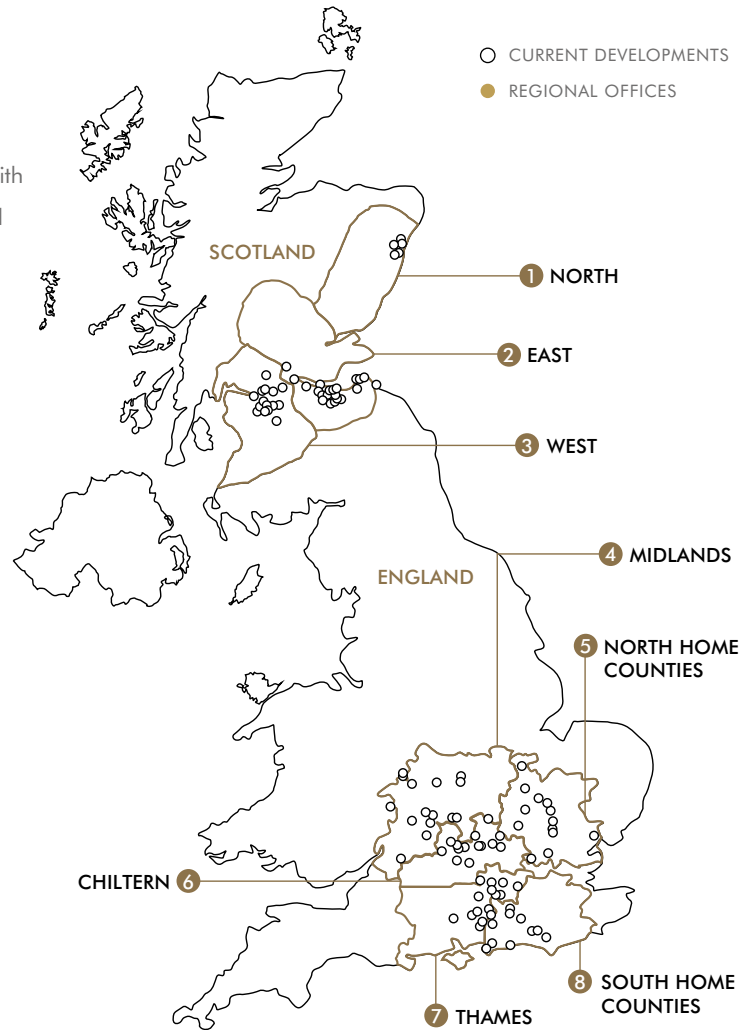 CURRENT DEVELOPMENTS
REGIONAL OFFICES
ith
SCOTLAND
1 NORTH
2 EAST
3 WEST
4 MIDLANDS
ENGLAND
5 NORTH HOME
COUNTIES
CHILTERN 6
8 SOUTH HOME
COUNTIES
7 THAMES